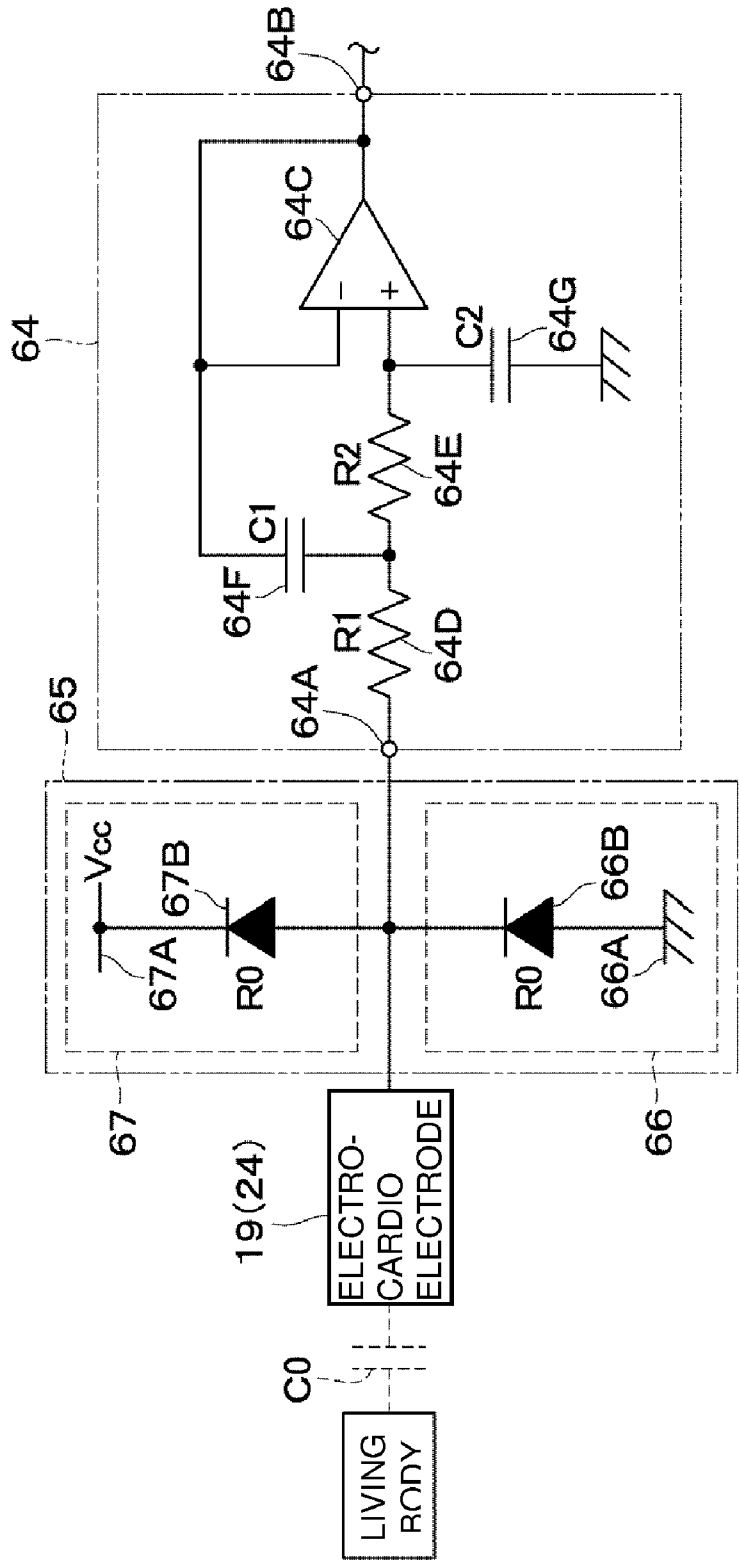 LIVING
BODY
C0
19(24)
ELECTRO-
CARDIO
ELECTRODE
65
67
Vcc
67A
67B
R0
66
R0
66B
66A
64
64A
R1
64D
C1
64F
R2
64E
64C
−
+
C2
64G
64B